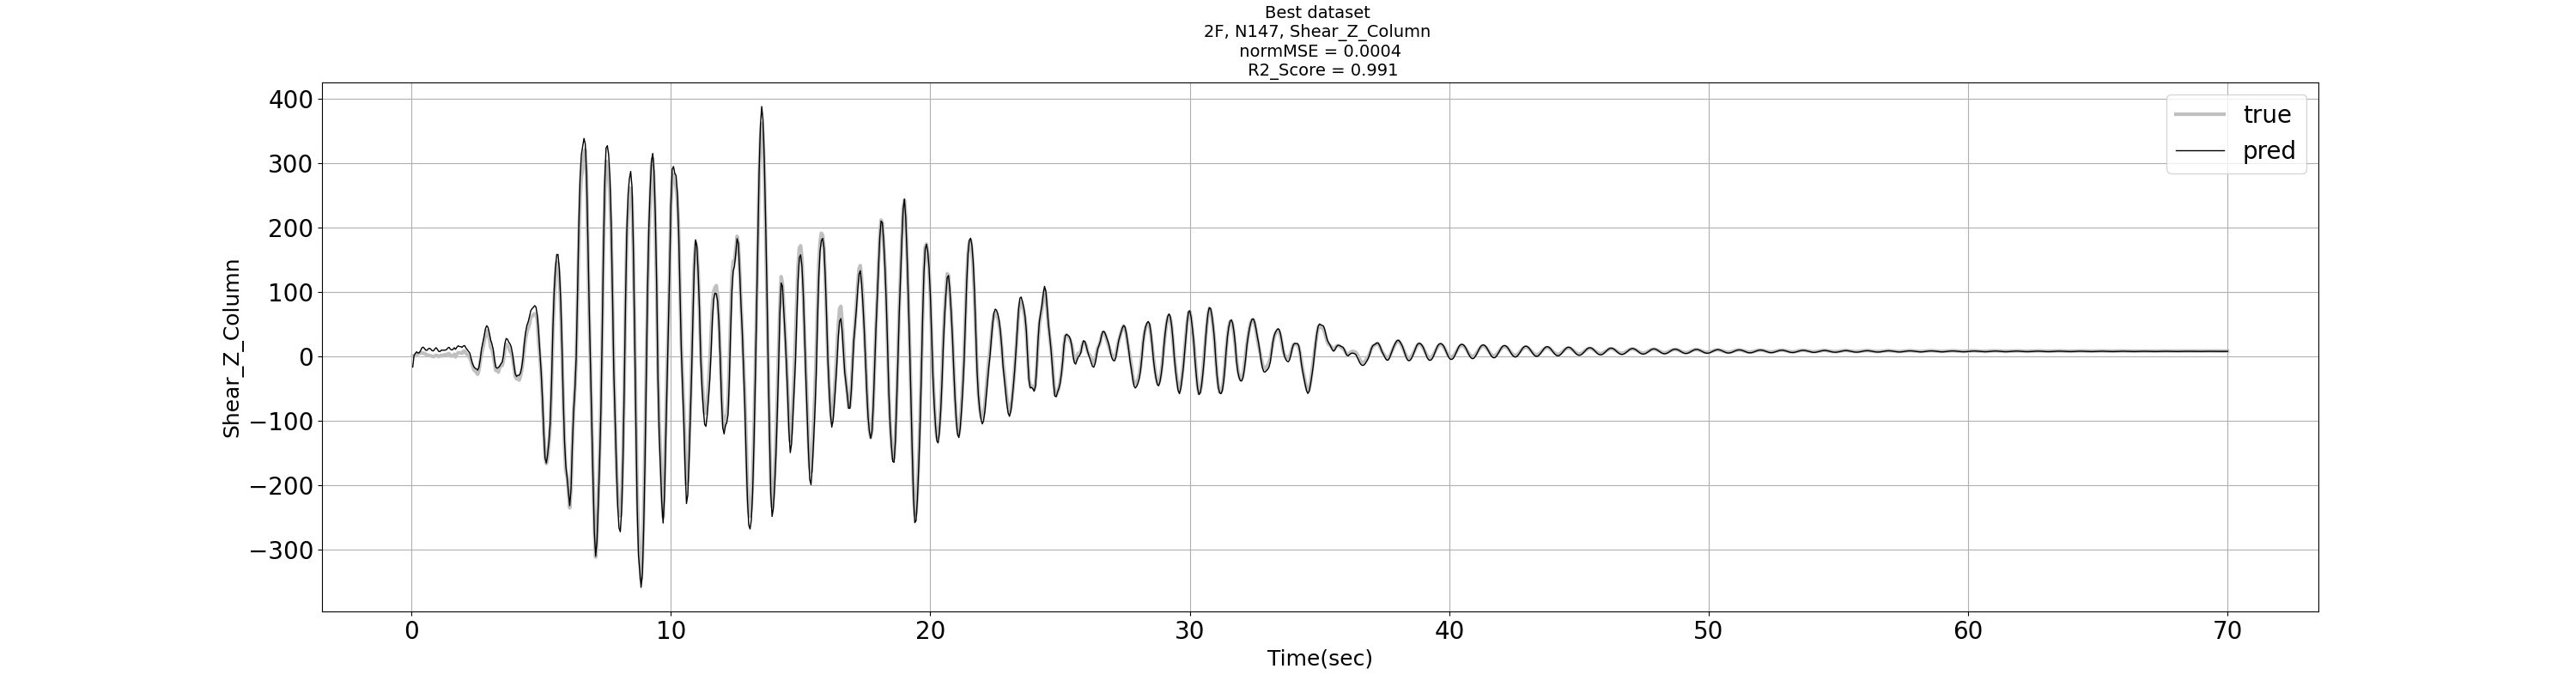 Best dataset
2F, N147, Shear_Z_Column
normMSE = 0.0004
R2_Score = 0.991
true
pred
Shear_Z_Column
400
300
200
100
0
−100
−200
−300
0 10 20 30 40 50 60 70
Time(sec)